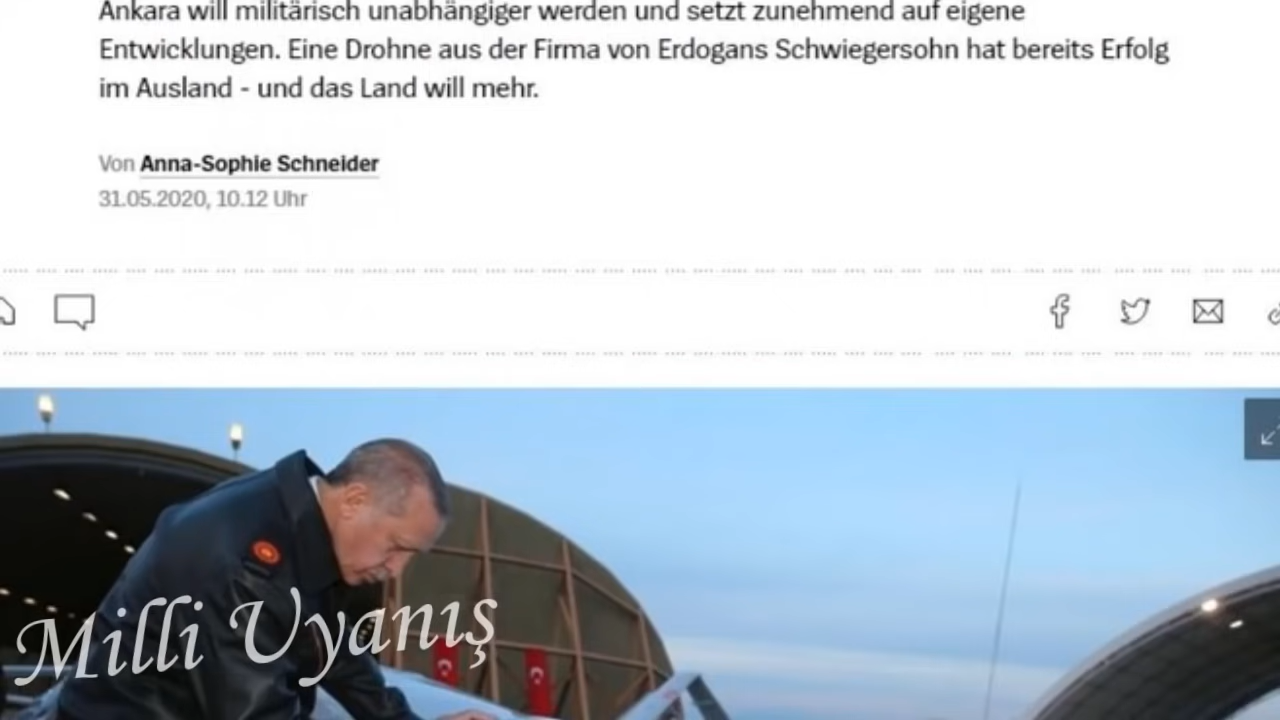 Ankara will militärisch unabhängiger werden und setzt zunehmend auf eigene
Entwicklungen. Eine Drohne aus der Firma von Erdogans Schwiegersohn hat bereits Erfolg
im Ausland - und das Land will mehr.
Von Anna-Sophie Schneider
31.05.2020, 10.12 Uhr
Milli Uyanış